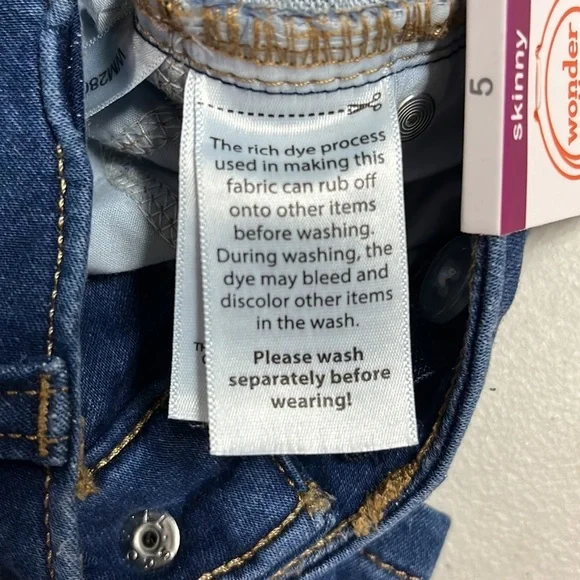 The rich dye process
used in making this
fabric can rub off
onto other items
before washing.
During washing, the
dye may bleed and
discolor other items
in the wash.
Please wash
separately before
wearing!
5
skinny
wonder